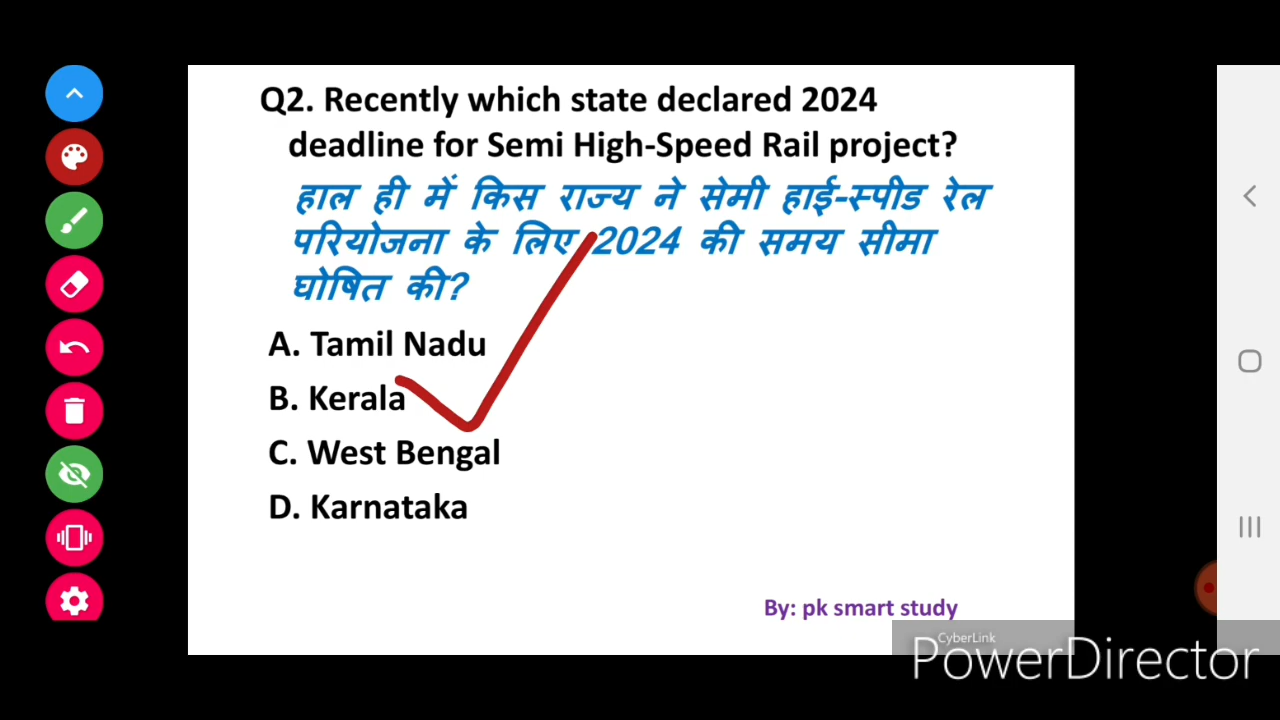 Q2. Recently which state declared 2024
deadline for Semi High-Speed Rail project?
हाल ही में किस राज्य ने सेमी हाई-स्पीड रेल
परियोजना के लिए 2024 की समय सीमा
घोषित की?
A. Tamil Nadu
B. Kerala
C. West Bengal
D. Karnataka
By: pk smart study
CyberLink
PowerDirector